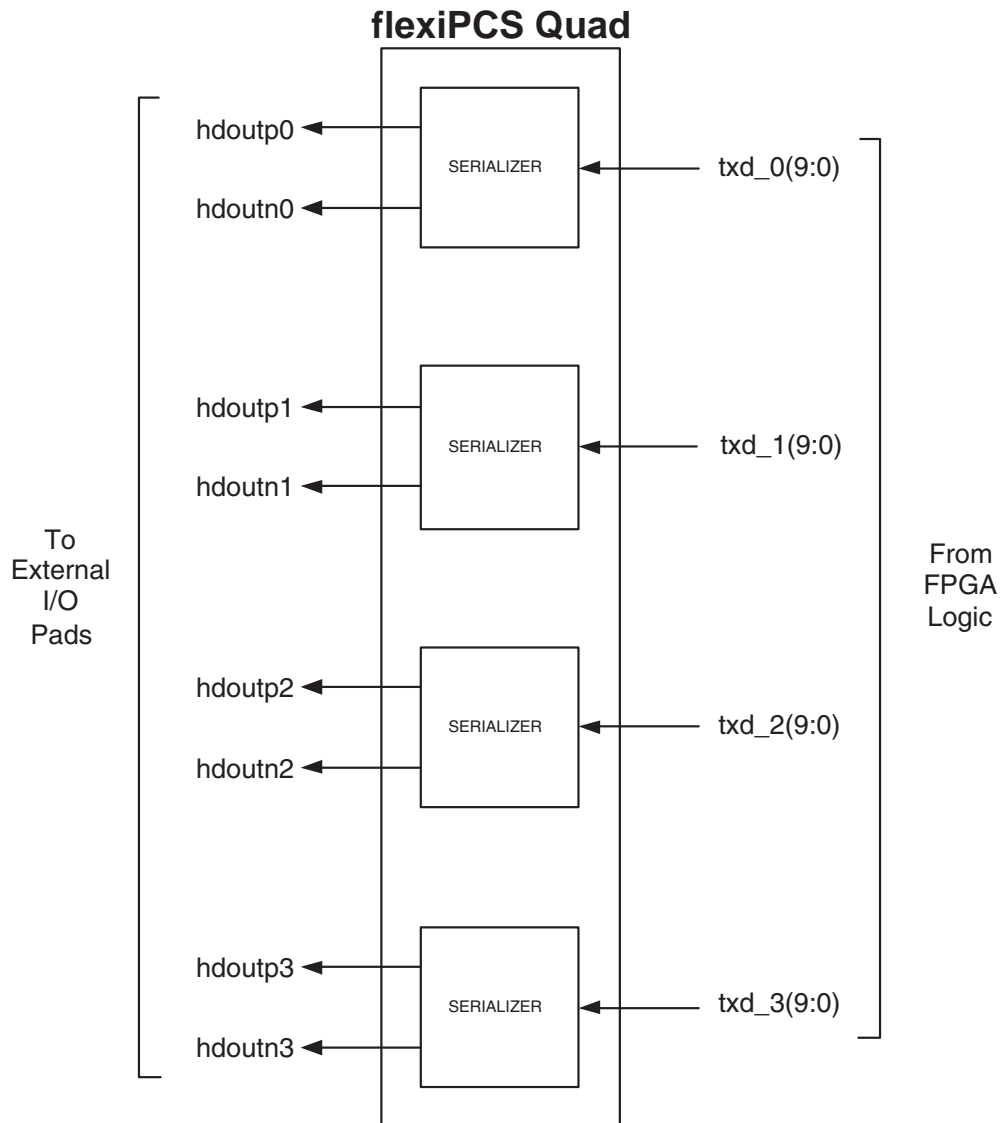 flexiPCS Quad
hdoutp0
SERIALIZER
txd_0(9:0)
hdoutn0
hdoutp1
SERIALIZER
txd_1(9:0)
hdoutn1
To
External
I/O
Pads
From
FPGA
Logic
hdoutp2
SERIALIZER
txd_2(9:0)
hdoutn2
hdoutp3
SERIALIZER
txd_3(9:0)
hdoutn3